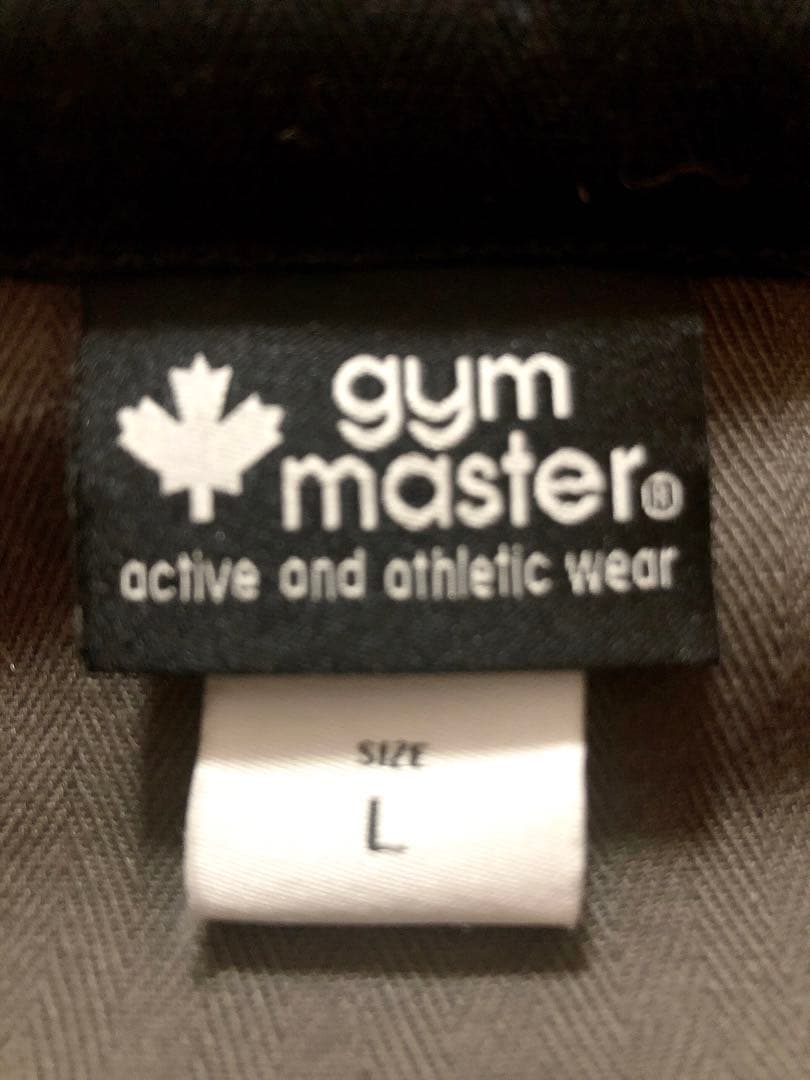 gym
master®
active and athletic wear
SIZE
L